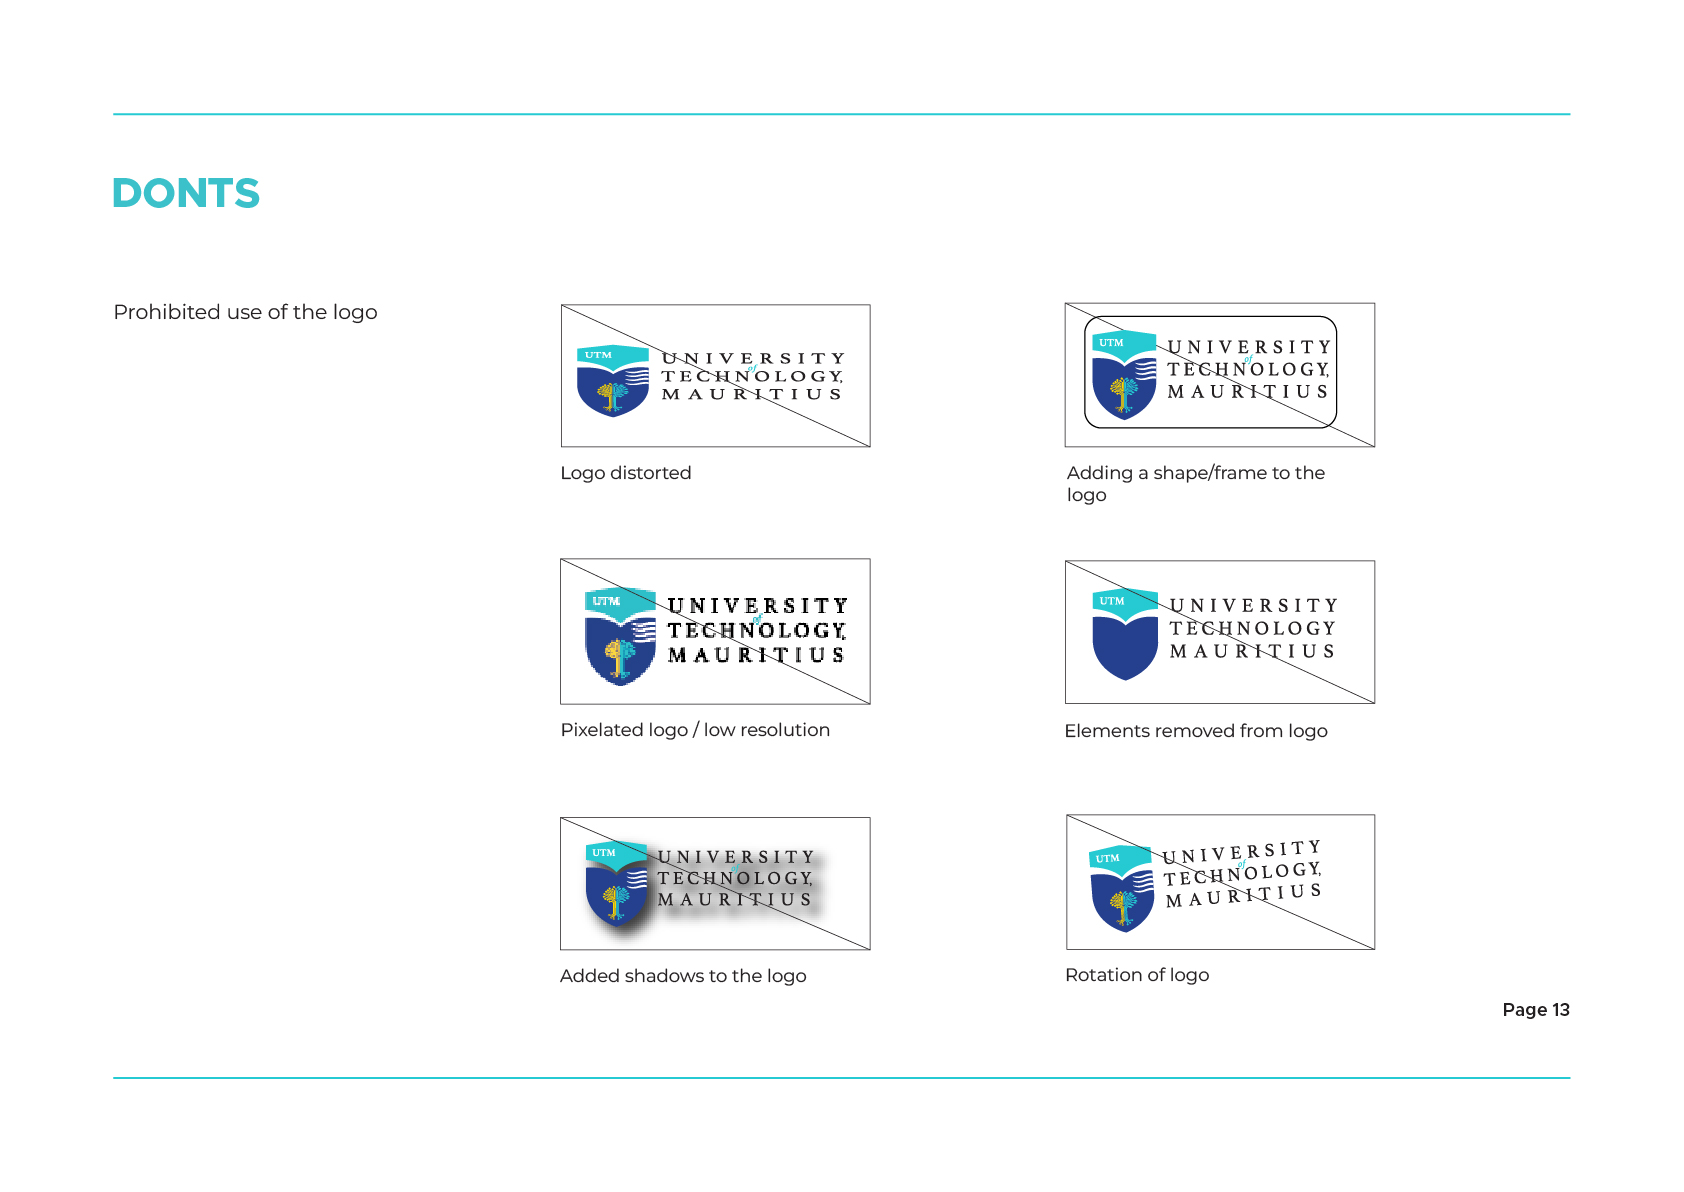 DONTS
Prohibited use of the logo
UTM
UNIVERSITY
of
TECHNOLOGY,
MAURITIUS
Logo distorted
UTM
UNIVERSITY
of
TECHNOLOGY,
MAURITIUS
Adding a shape/frame to the
logo
UTM
UNIVERSITY
of
TECHNOLOGY,
MAURITIUS
Pixelated logo / low resolution
UTM
UNIVERSITY
TECHNOLOGY
MAURITIUS
Elements removed from logo
UTM
UNIVERSITY
of
TECHNOLOGY,
MAURITIUS
Added shadows to the logo
UTM
UNIVERSITY
of
TECHNOLOGY,
MAURITIUS
Rotation of logo
Page 13